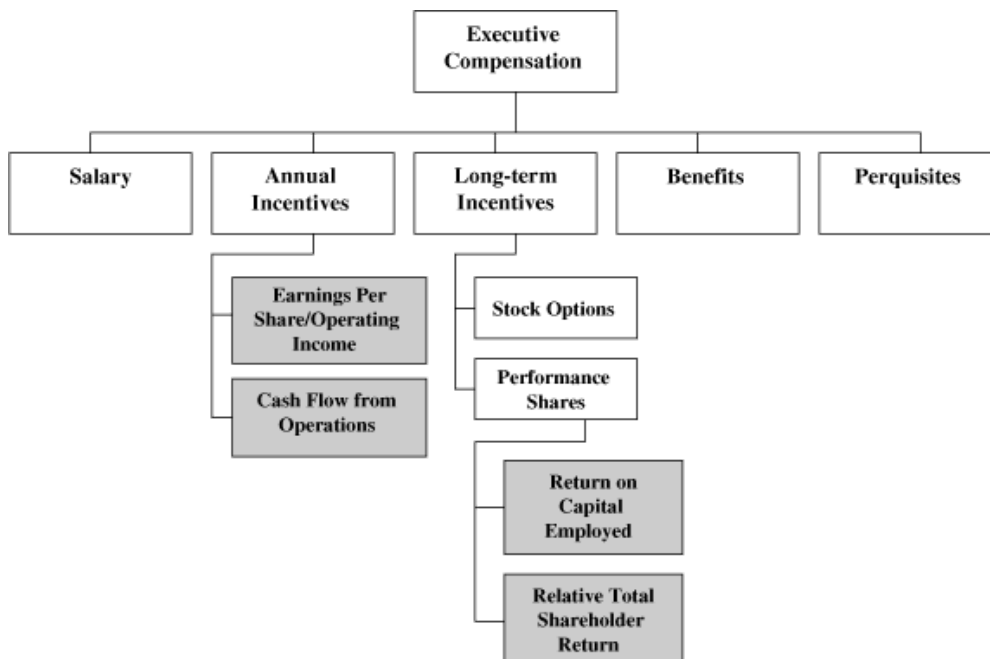 Executive
Compensation
Salary
Annual
Incentives
Long-term
Incentives
Benefits
Perquisites
Earnings Per
Share/Operating
Income
Cash Flow from
Operations
Stock Options
Performance
Shares
Return on
Capital
Employed
Relative Total
Shareholder
Return